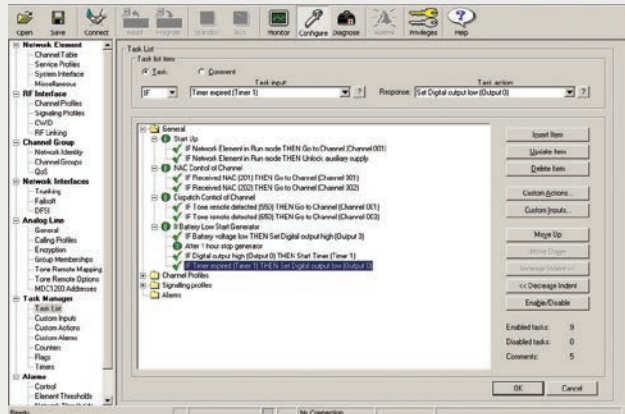 Open Save Connect Read Program Standby Run Monitor Configure Diagnose Alarms Privileges Help
Network Element
Channel Table
Service Profiles
System Interface
Miscellaneous
RF Interface
Channel Profiles
Signaling Profiles
CWID
RF Linking
Channel Group
Network Identity
Channel Groups
QoS
Network Interfaces
Trunking
Failsoft
DFSI
Analog Line
General
Calling Profiles
Encryption
Group Memberships
Tone Remote Mapping
Tone Remote Options
MDC1200 Addresses
Task Manager
Task List
Custom Inputs
Custom Actions
Custom Alarms
Counters
Flags
Timers
Alarms
Control
Element Thresholds
Network Thresholds
Task List
Task list item
Task Comment
Task input Task action
IF Timer expired (Timer 1) ? Response: Set Digital output low (Output 0) ?
General
Start Up
IF Network Element in Run mode THEN Go to Channel (Channel 001)
IF Network Element in Run mode THEN Unlock auxiliary supply
NAC Control of Channel
IF Received NAC (201) THEN Go to Channel (Channel 001)
IF Received NAC (202) THEN Go to Channel (Channel 002)
Dispatch Control of Channel
IF Tone remote detected (550) THEN Go to Channel (Channel 001)
IF Tone remote detected (650) THEN Go to Channel (Channel 003)
If Battery Low Start Generator
IF Battery voltage low THEN Set Digital output high (Output 3)
After 1 hour stop generator
IF Digital output high (Output 0) THEN Start Timer (Timer 1)
IF Timer expired (Timer 1) THEN Set Digital output low (Output 0)
Channel Profiles
Signalling profiles
Alarms
Insert Item
Update Item
Delete Item
Custom Actions...
Custom Inputs...
Move Up
Move Down
Increase Indent >>
<< Decrease Indent
Enable/Disable
Enabled tasks: 9
Disabled tasks: 0
Comments: 5
OK Cancel
Ready No Connection